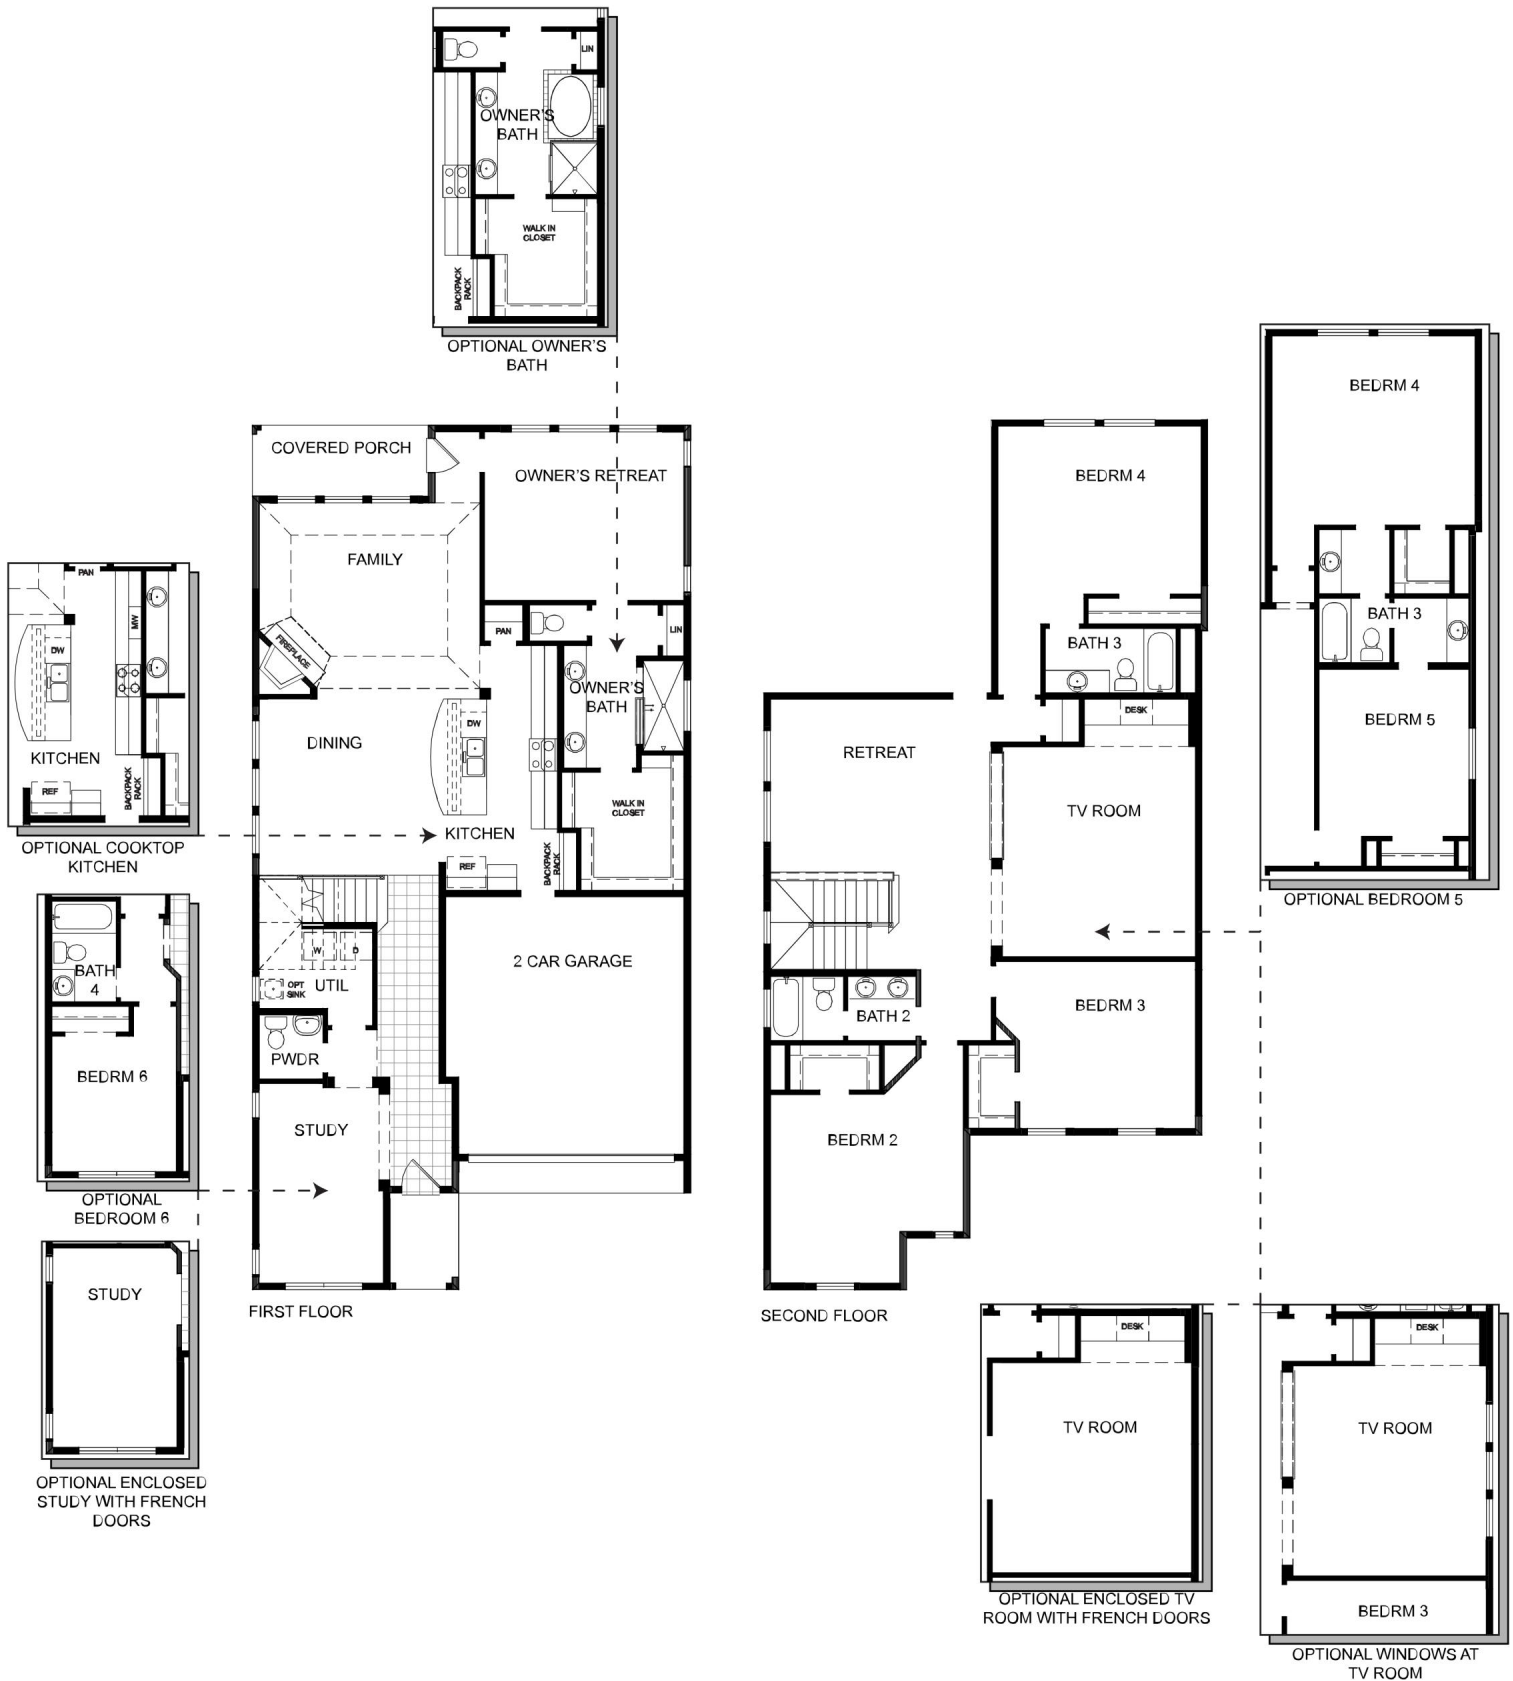 LIN
OWNER'S
BATH
WALK IN
CLOSET
BACKPACK
RACK
OPTIONAL OWNER'S
BATH
COVERED PORCH
OWNER'S RETREAT
FAMILY
FIREPLACE
PAN
LIN
OWNER'S
BATH
DINING
DW
KITCHEN
WALK IN
CLOSET
REF
BACKPACK
RACK
W
D
OPT
SINK
UTIL
2 CAR GARAGE
PWDR
STUDY
FIRST FLOOR
PAN
MW
DW
KITCHEN
REF
BACKPACK
RACK
OPTIONAL COOKTOP
KITCHEN
BATH
4
BEDRM 6
OPTIONAL
BEDROOM 6
STUDY
OPTIONAL ENCLOSED
STUDY WITH FRENCH
DOORS
BEDRM 4
BATH 3
DESK
RETREAT
TV ROOM
BEDRM 3
BATH 2
BEDRM 2
SECOND FLOOR
BEDRM 4
BATH 3
BEDRM 5
OPTIONAL BEDROOM 5
DESK
TV ROOM
OPTIONAL ENCLOSED TV
ROOM WITH FRENCH DOORS
DESK
TV ROOM
BEDRM 3
OPTIONAL WINDOWS AT
TV ROOM